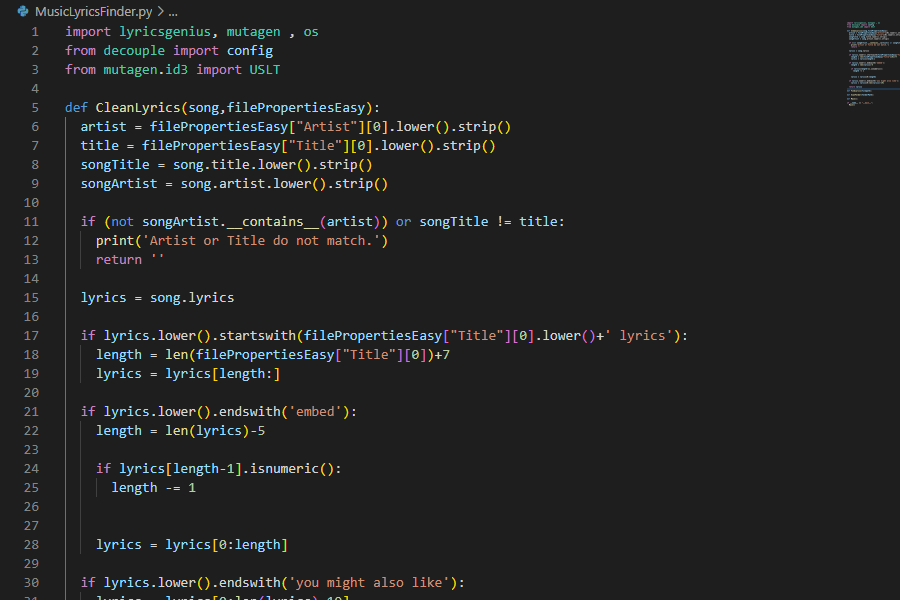 MusicLyricsFinder.py > ...
1 import lyricsgenius, mutagen , os
2 from decouple import config
3 from mutagen.id3 import USLT
4
5 def CleanLyrics(song,filePropertiesEasy):
6 artist = filePropertiesEasy["Artist"][0].lower().strip()
7 title = filePropertiesEasy["Title"][0].lower().strip()
8 songTitle = song.title.lower().strip()
9 songArtist = song.artist.lower().strip()
10
11 if (not songArtist.__contains__(artist)) or songTitle != title:
12 print('Artist or Title do not match.')
13 return ''
14
15 lyrics = song.lyrics
16
17 if lyrics.lower().startswith(filePropertiesEasy["Title"][0].lower()+' lyrics'):
18 length = len(filePropertiesEasy["Title"][0])+7
19 lyrics = lyrics[length:]
20
21 if lyrics.lower().endswith('embed'):
22 length = len(lyrics)-5
23
24 if lyrics[length-1].isnumeric():
25 length -= 1
26
27
28 lyrics = lyrics[0:length]
29
30 if lyrics.lower().endswith('you might also like'):